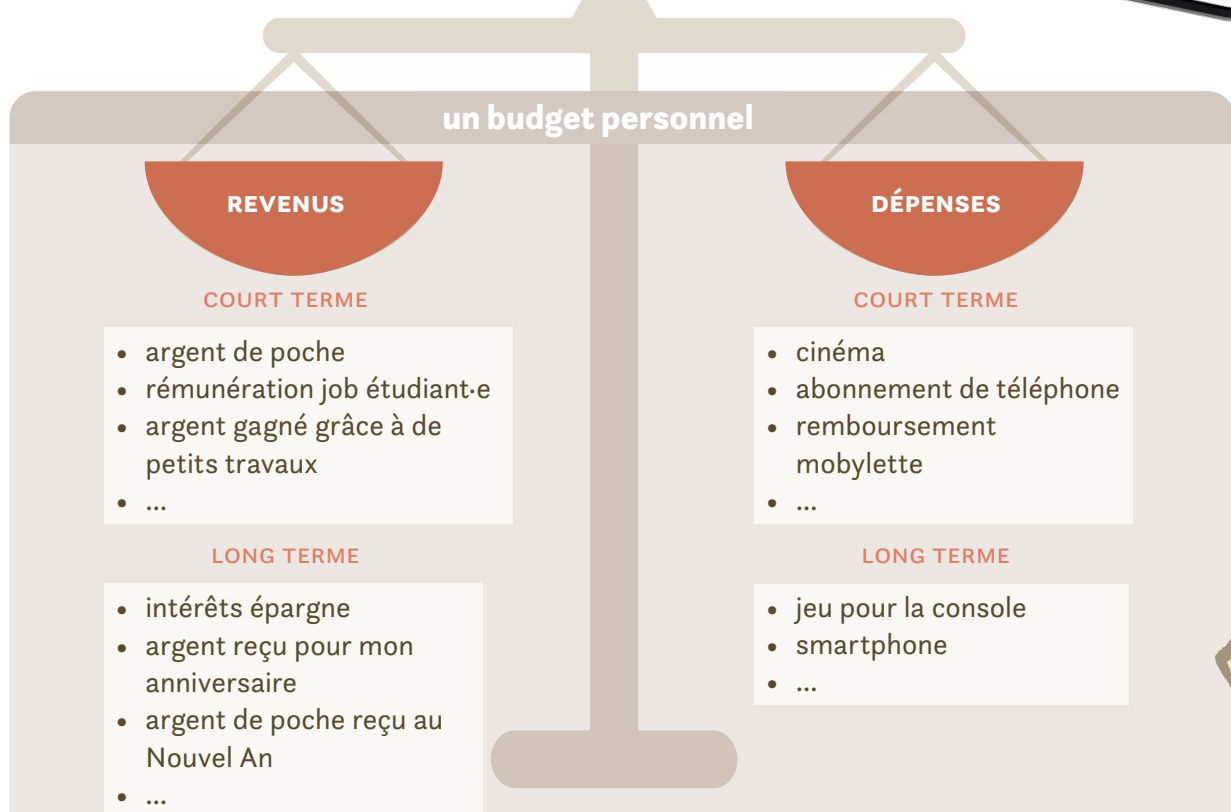 un budget personnel
REVENUS
COURT TERME
• argent de poche
• rémunération job étudiant·e
• argent gagné grâce à de
petits travaux
• ...
LONG TERME
• intérêts épargne
• argent reçu pour mon
anniversaire
• argent de poche reçu au
Nouvel An
• ...
DÉPENSES
COURT TERME
• cinéma
• abonnement de téléphone
• remboursement
mobylette
• ...
LONG TERME
• jeu pour la console
• smartphone
• ...